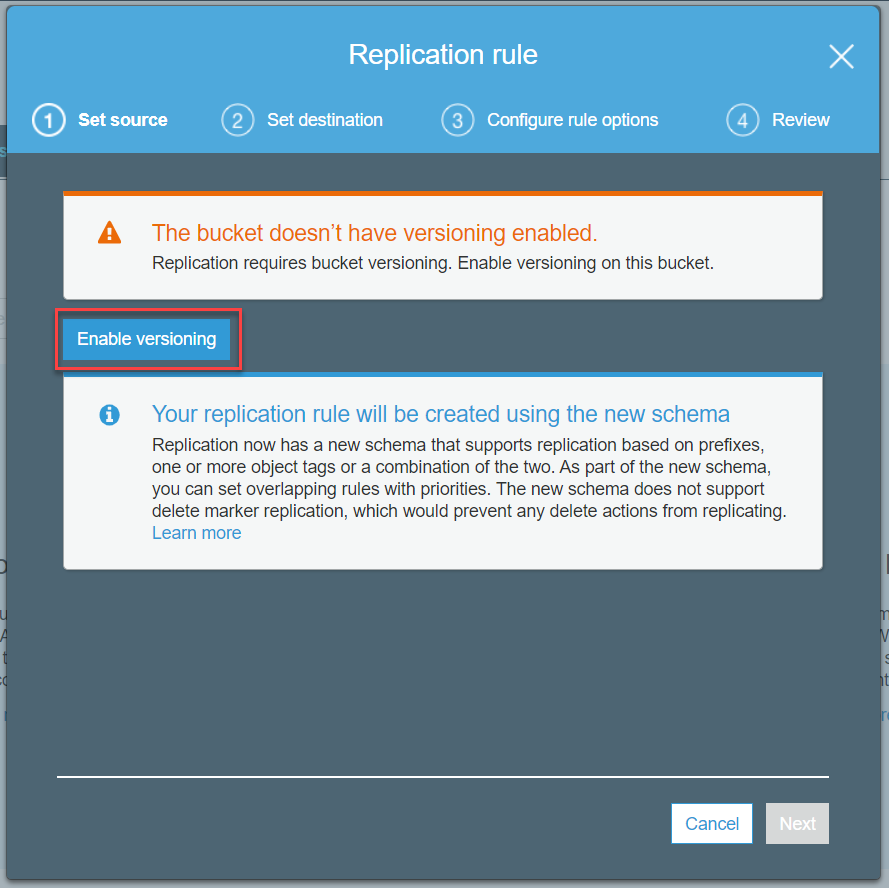 Replication rule
1 Set source
2 Set destination
3 Configure rule options
4 Review
The bucket doesn’t have versioning enabled.
Replication requires bucket versioning. Enable versioning on this bucket.
Enable versioning
Your replication rule will be created using the new schema
Replication now has a new schema that supports replication based on prefixes,
one or more object tags or a combination of the two. As part of the new schema,
you can set overlapping rules with priorities. The new schema does not support
delete marker replication, which would prevent any delete actions from replicating.
Learn more
Cancel
Next